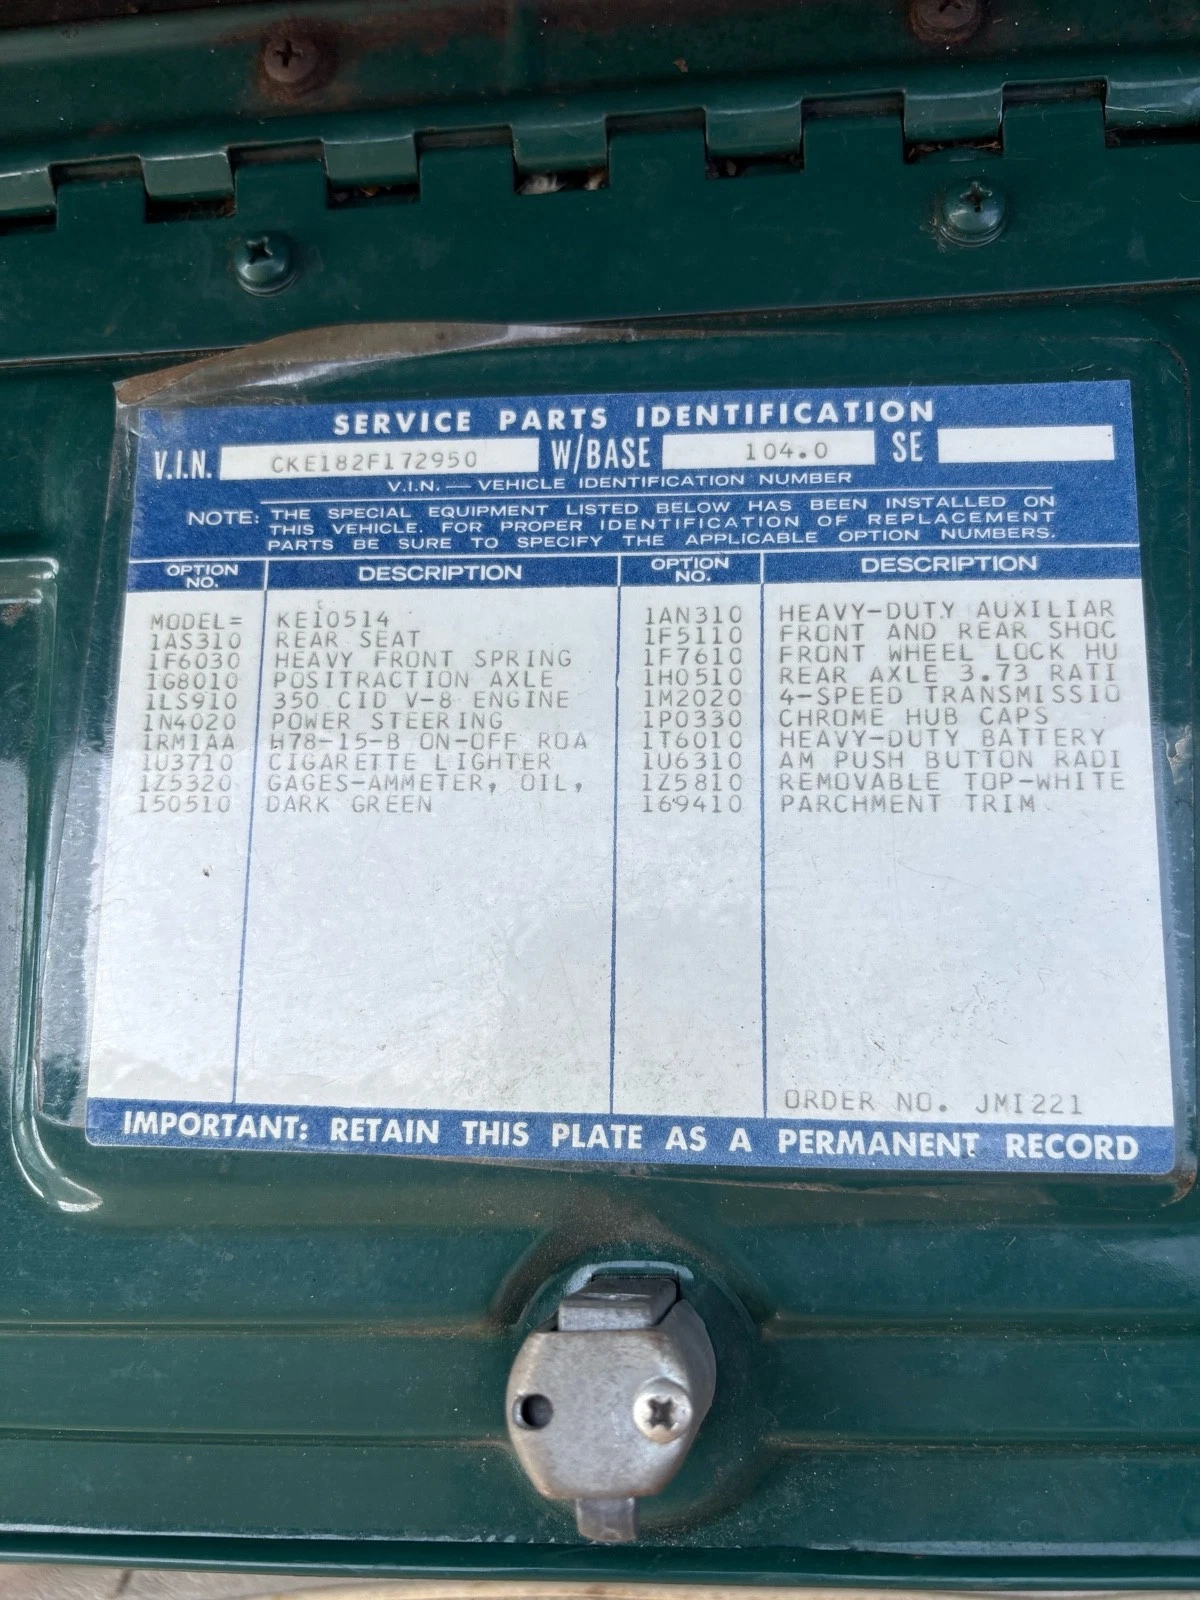 SERVICE PARTS IDENTIFICATION
V.I.N. CKE182F172950 W/BASE 104.0 SE
V.I.N. — VEHICLE IDENTIFICATION NUMBER
NOTE: THE SPECIAL EQUIPMENT LISTED BELOW HAS BEEN INSTALLED ON
THIS VEHICLE. FOR PROPER IDENTIFICATION OF REPLACEMENT
PARTS BE SURE TO SPECIFY THE APPLICABLE OPTION NUMBERS.
OPTION NO. DESCRIPTION OPTION NO. DESCRIPTION
MODEL= KE10514 1AN310 HEAVY-DUTY AUXILIAR
1AS310 REAR SEAT 1F5110 FRONT AND REAR SHOC
1F6030 HEAVY FRONT SPRING 1F7610 FRONT WHEEL LOCK HU
1G8010 POSITRACTION AXLE 1H0510 REAR AXLE 3.73 RATI
1LS910 350 CID V-8 ENGINE 1M2020 4-SPEED TRANSMISSIO
1N4020 POWER STEERING 1P0330 CHROME HUB CAPS
1RM1AA H78-15-B ON-OFF ROA 1T6010 HEAVY-DUTY BATTERY
1U3710 CIGARETTE LIGHTER 1U6310 AM PUSH BUTTON RADI
1Z5320 GAGES-AMMETER, OIL, 1Z5810 REMOVABLE TOP-WHITE
150510 DARK GREEN 169410 PARCHMENT TRIM
ORDER NO. JMI221
IMPORTANT: RETAIN THIS PLATE AS A PERMANENT RECORD